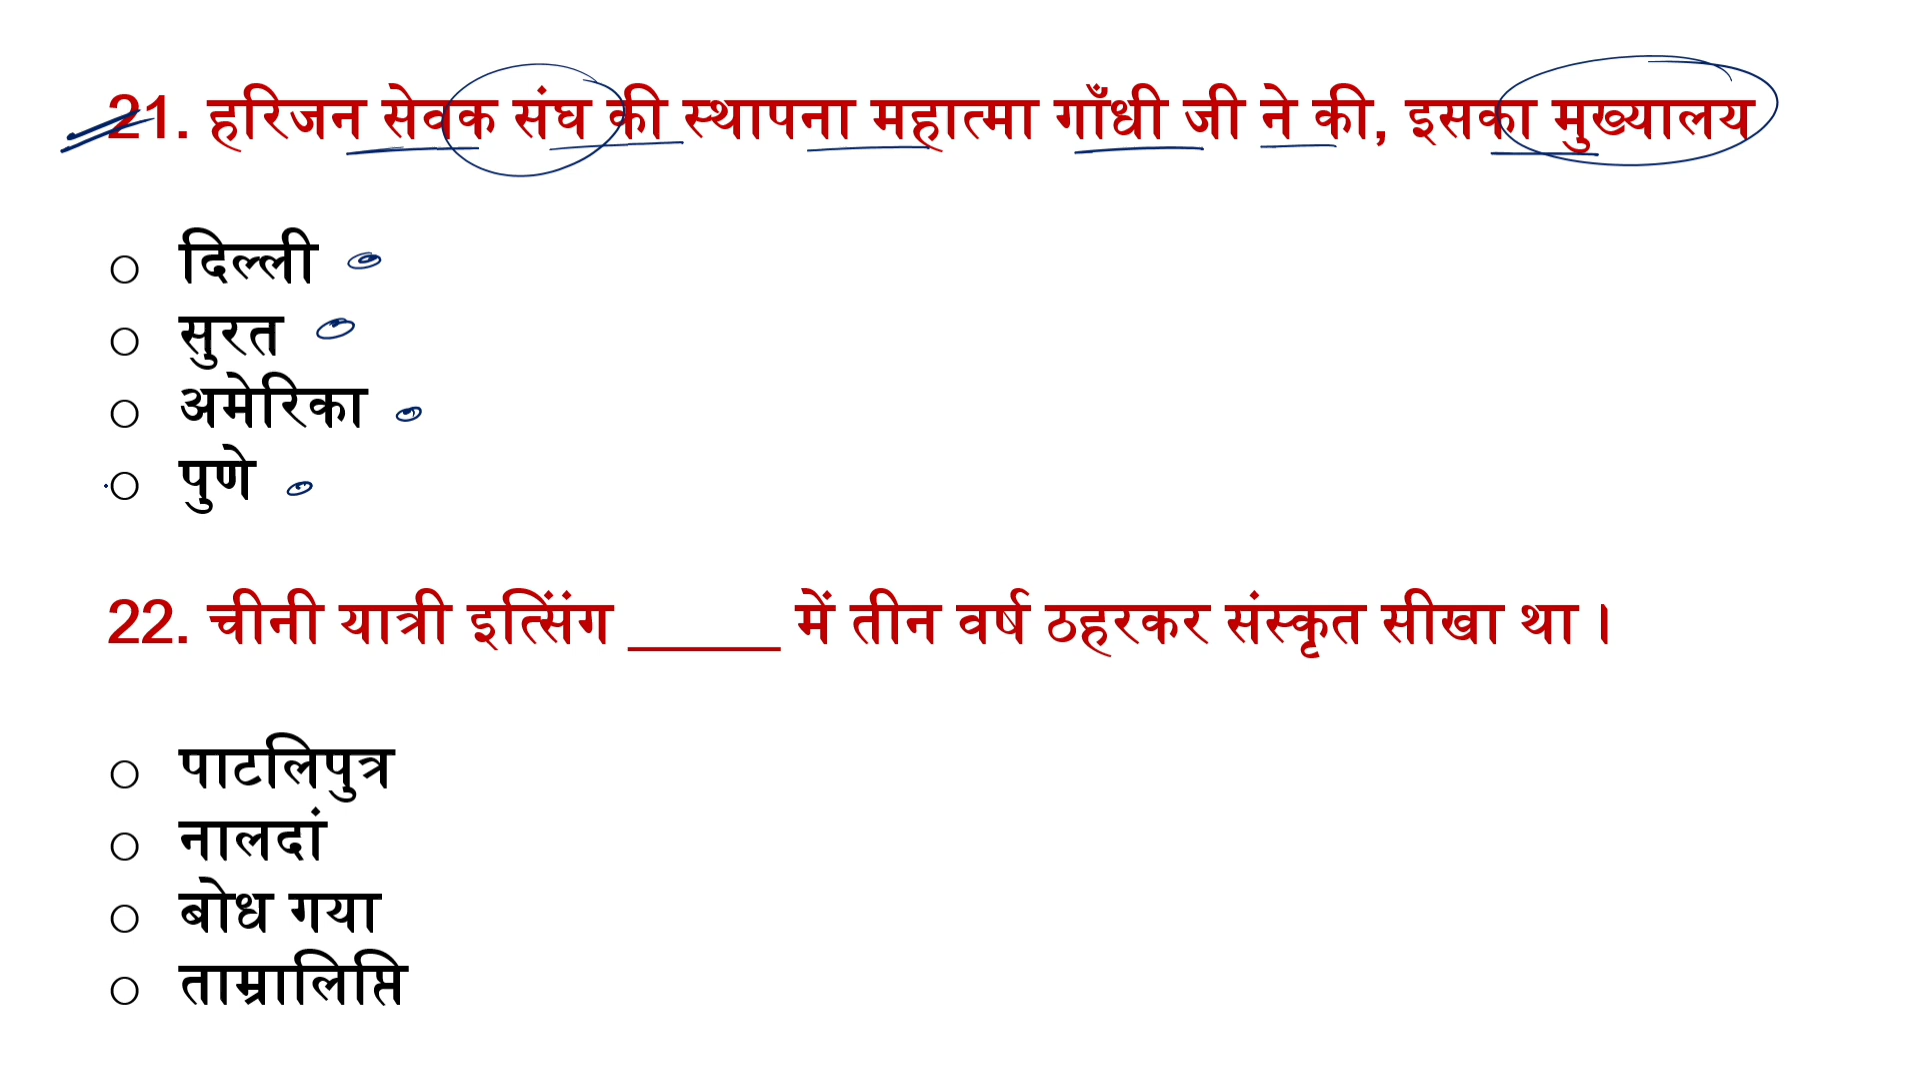 21. हरिजन सेवक संघ की स्थापना महात्मा गाँधी जी ने की, इसका मुख्यालय
दिल्ली
सुरत
अमेरिका
पुणे
22. चीनी यात्री इत्सिंग _____ में तीन वर्ष ठहरकर संस्कृत सीखा था ।
पाटलिपुत्र
नालदां
बोध गया
ताम्रालिप्ति